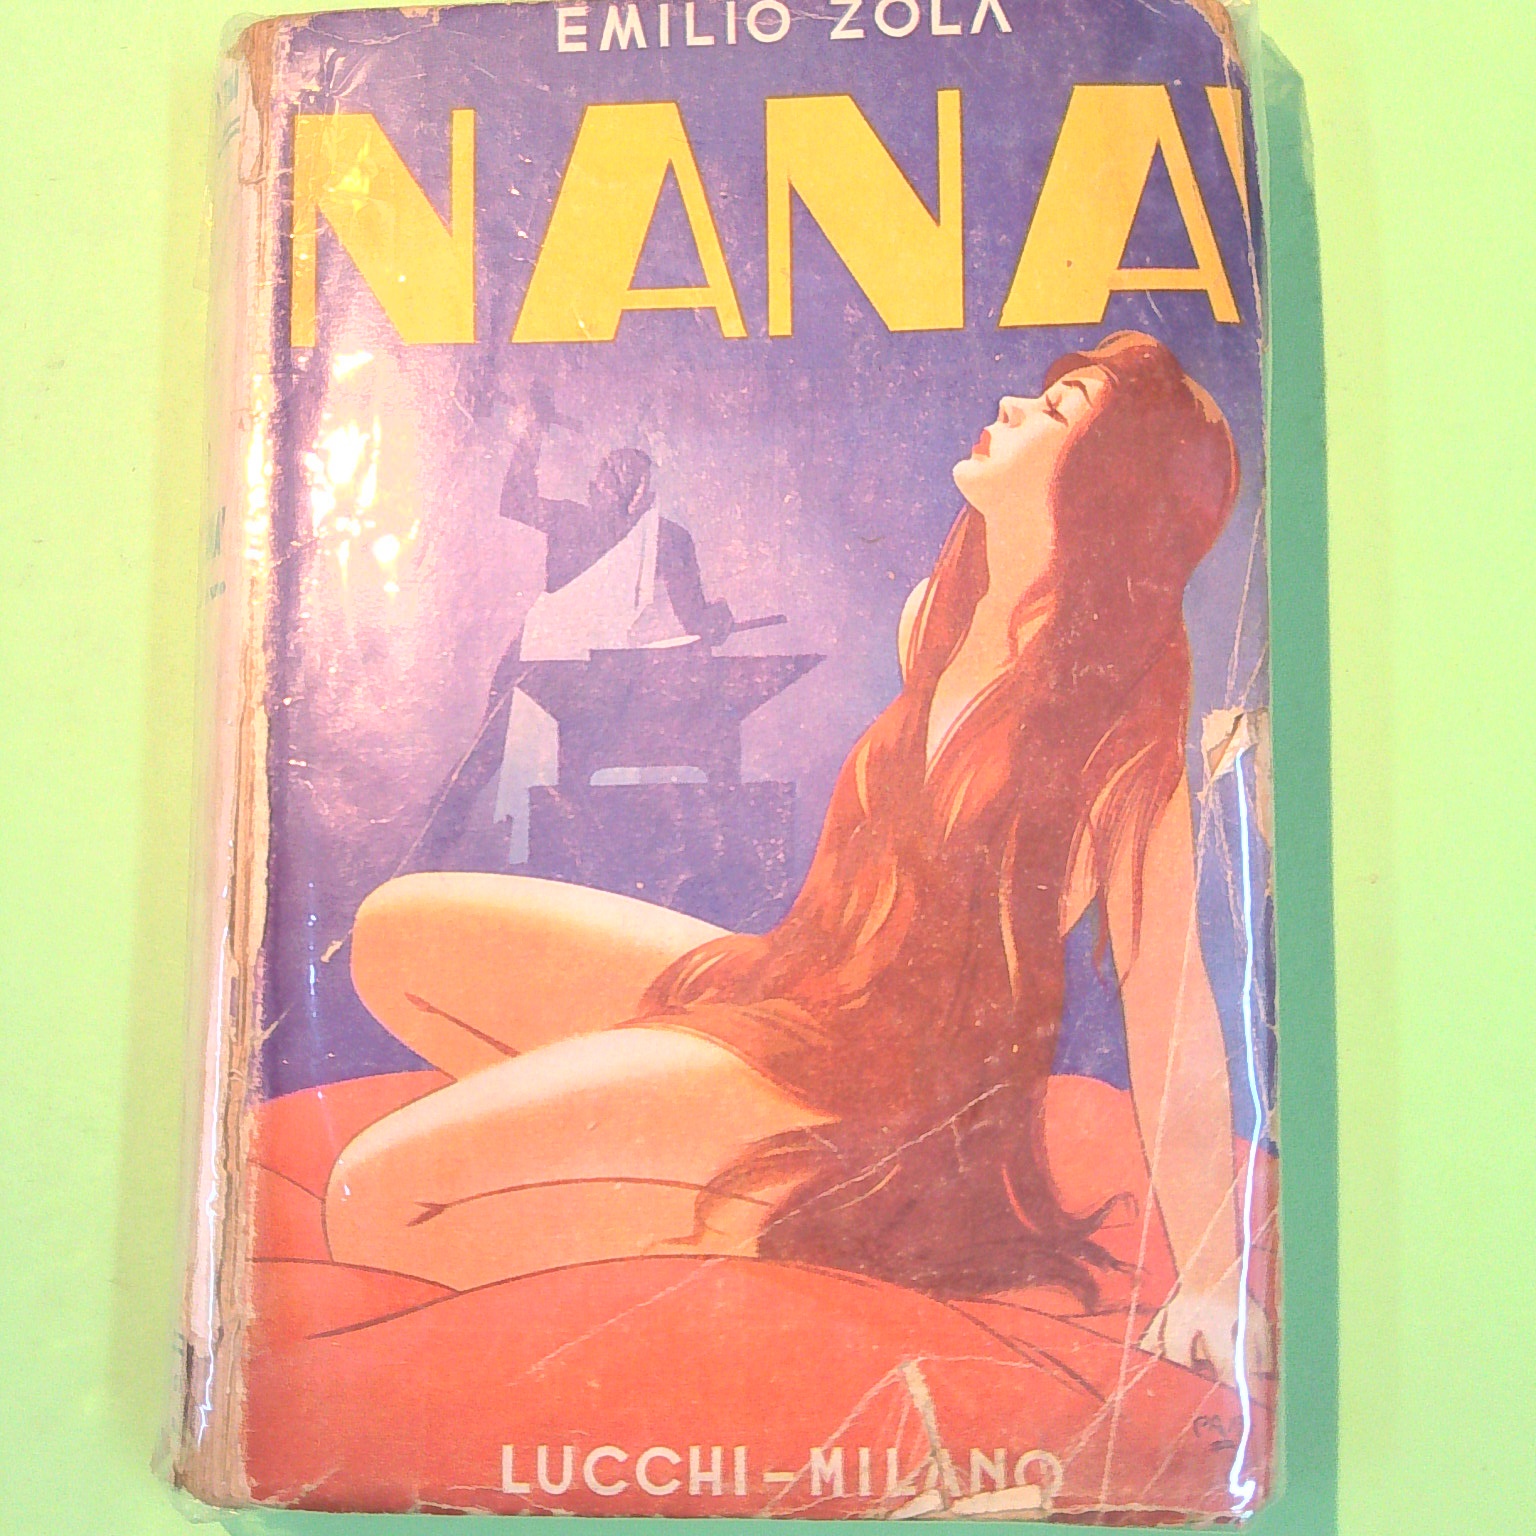 EMILIO ZOLA
NANA'
LUCCHI - MILANO